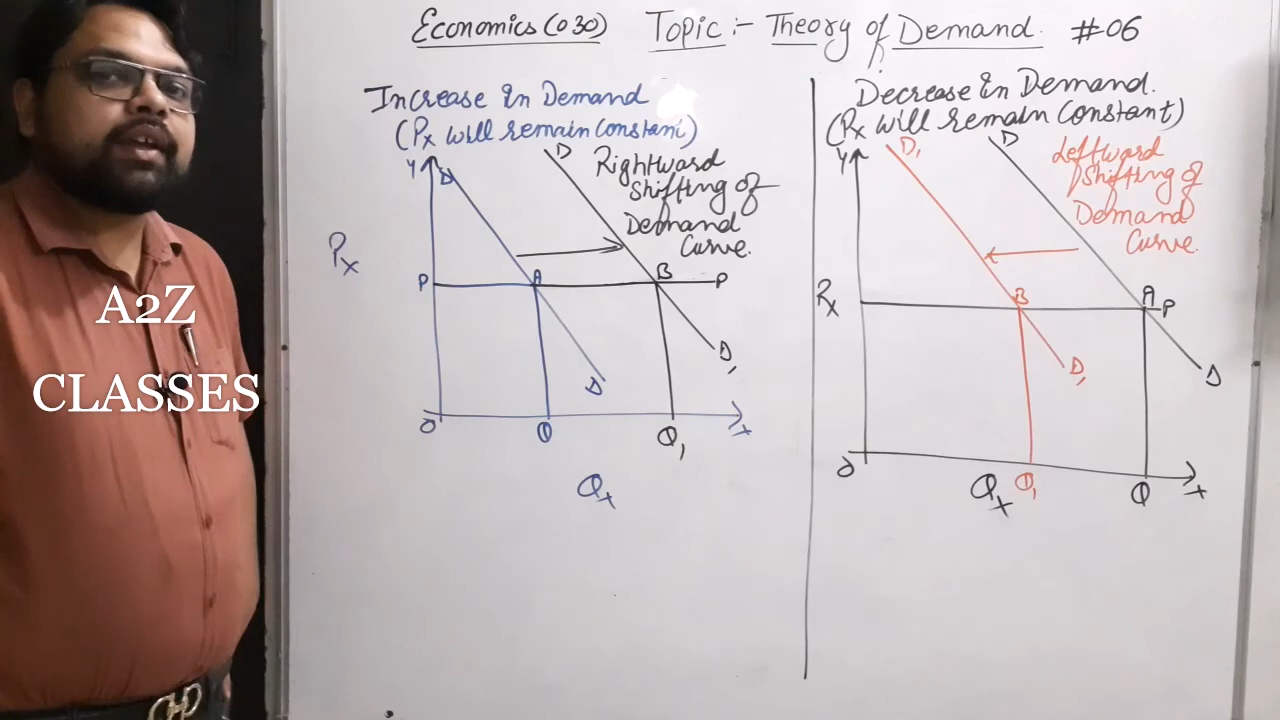 Economics (030) Topic:- Theory of Demand. #06
Increase in Demand
(Px will remain constant)
Y
D
D
Rightward
Shifting of
Demand
Curve.
Px
P
A
B
P
D1
D
O
Q
Q1
X
Qx
Decrease in Demand.
(Px will remain constant)
Y
D1
D
Leftward
Shifting of
Demand
Curve.
Px
B
A
P
D1
D
O
Qx
Q1
Q
X
A2Z
CLASSES